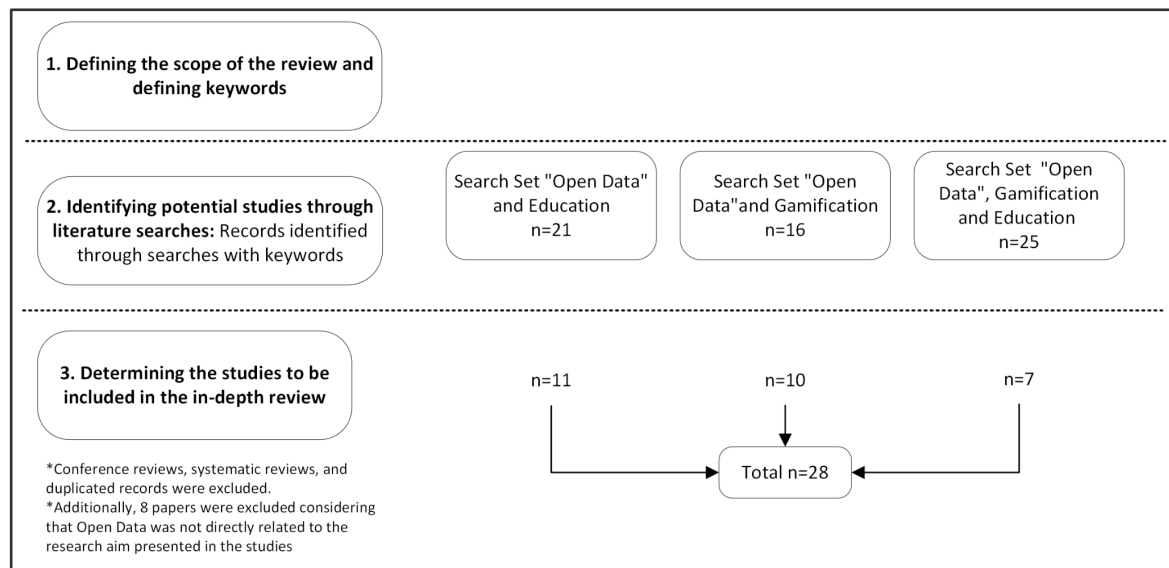 1. Defining the scope of the review and
defining keywords
2. Identifying potential studies through
literature searches: Records identified
through searches with keywords
Search Set "Open Data"
and Education
n=21
Search Set "Open
Data"and Gamification
n=16
Search Set "Open
Data", Gamification
and Education
n=25
3. Determining the studies to be
included in the in-depth review
n=11
n=10
n=7
Total n=28
*Conference reviews, systematic reviews, and
duplicated records were excluded.
*Additionally, 8 papers were excluded considering
that Open Data was not directly related to the
research aim presented in the studies